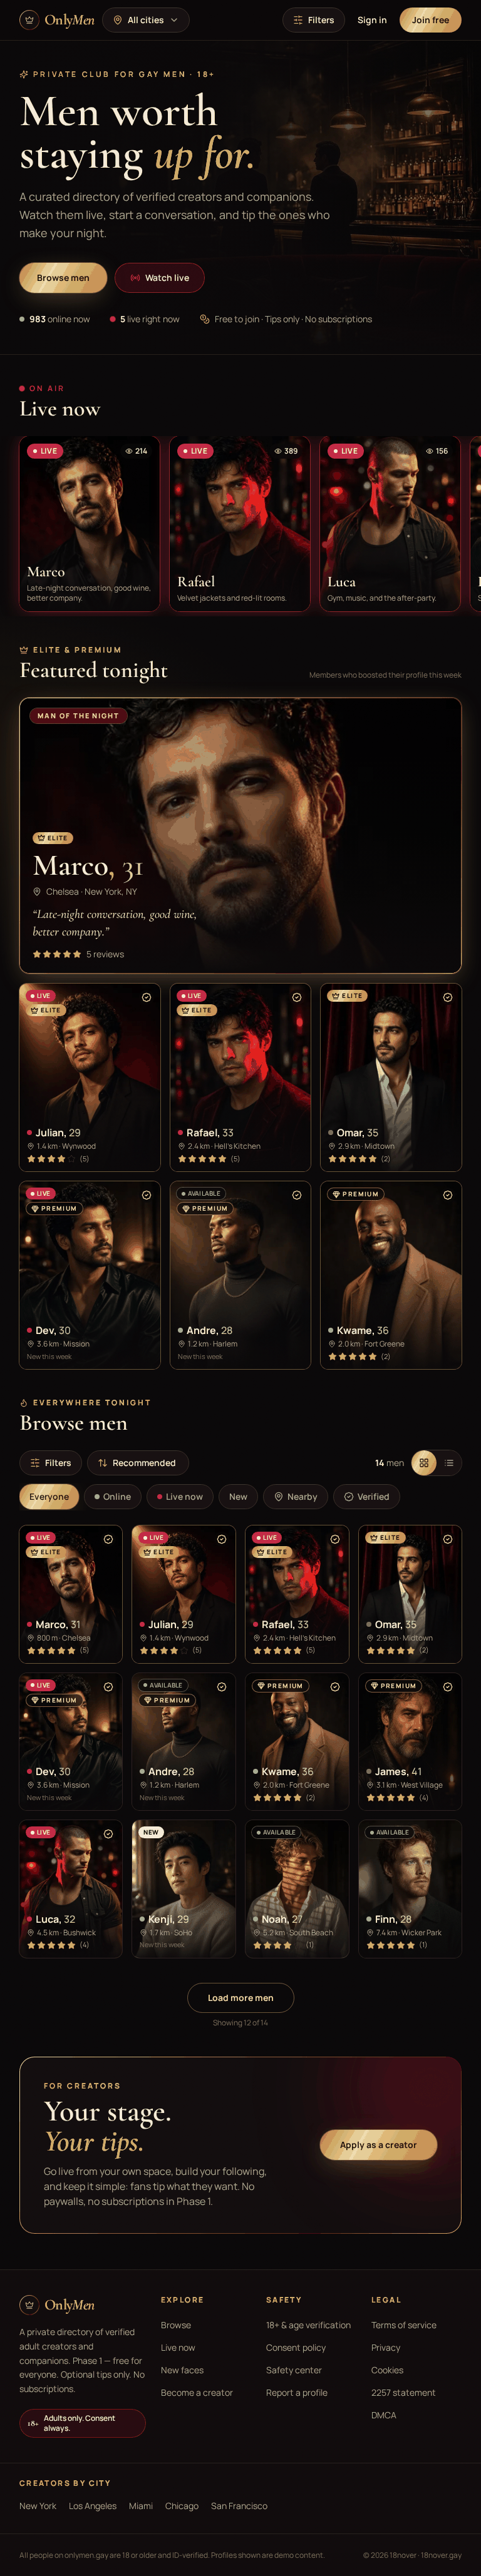 OnlyMen
All cities
Filters
Sign in
Join free
PRIVATE CLUB FOR GAY MEN · 18+
Men worth
staying up for.
A curated directory of verified creators and companions.
Watch them live, start a conversation, and tip the ones who
make your night.
Browse men
Watch live
983 online now
5 live right now
Free to join · Tips only · No subscriptions
ON AIR
Live now
LIVE
214
Marco
Late-night conversation, good wine,
better company.
LIVE
389
Rafael
Velvet jackets and red-lit rooms.
LIVE
156
Luca
Gym, music, and the after-party.
ELITE & PREMIUM
Featured tonight
Members who boosted their profile this week
MAN OF THE NIGHT
ELITE
Marco, 31
Chelsea · New York, NY
“Late-night conversation, good wine,
better company.”
5 reviews
LIVE
ELITE
Julian, 29
1.4 km · Wynwood
(5)
LIVE
ELITE
Rafael, 33
2.4 km · Hell's Kitchen
(5)
ELITE
Omar, 35
2.9 km · Midtown
(2)
LIVE
PREMIUM
Dev, 30
3.6 km · Mission
New this week
AVAILABLE
PREMIUM
Andre, 28
1.2 km · Harlem
New this week
PREMIUM
Kwame, 36
2.0 km · Fort Greene
(2)
EVERYWHERE TONIGHT
Browse men
Filters
Recommended
14 men
Everyone
Online
Live now
New
Nearby
Verified
LIVE
ELITE
Marco, 31
800 m · Chelsea
(5)
LIVE
ELITE
Julian, 29
1.4 km · Wynwood
(5)
LIVE
ELITE
Rafael, 33
2.4 km · Hell's Kitchen
(5)
ELITE
Omar, 35
2.9 km · Midtown
(2)
LIVE
PREMIUM
Dev, 30
3.6 km · Mission
New this week
AVAILABLE
PREMIUM
Andre, 28
1.2 km · Harlem
New this week
PREMIUM
Kwame, 36
2.0 km · Fort Greene
(2)
PREMIUM
James, 41
3.1 km · West Village
(4)
LIVE
Luca, 32
4.5 km · Bushwick
(4)
NEW
Kenji, 29
1.7 km · SoHo
New this week
AVAILABLE
Noah, 27
5.2 km · South Beach
(1)
AVAILABLE
Finn, 28
7.4 km · Wicker Park
(1)
Load more men
Showing 12 of 14
FOR CREATORS
Your stage.
Your tips.
Go live from your own space, build your following,
and keep it simple: fans tip what they want. No
paywalls, no subscriptions in Phase 1.
Apply as a creator
OnlyMen
A private directory of verified
adult creators and
companions. Phase 1 — free for
everyone. Optional tips only. No
subscriptions.
18+ Adults only. Consent
always.
EXPLORE
Browse
Live now
New faces
Become a creator
SAFETY
18+ & age verification
Consent policy
Safety center
Report a profile
LEGAL
Terms of service
Privacy
Cookies
2257 statement
DMCA
CREATORS BY CITY
New York
Los Angeles
Miami
Chicago
San Francisco
All people on onlymen.gay are 18 or older and ID-verified. Profiles shown are demo content.
© 2026 18nover · 18nover.gay